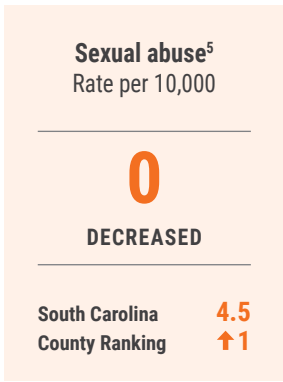 Sexual abuse⁵
Rate per 10,000
0
DECREASED
South Carolina 4.5
County Ranking ↑1